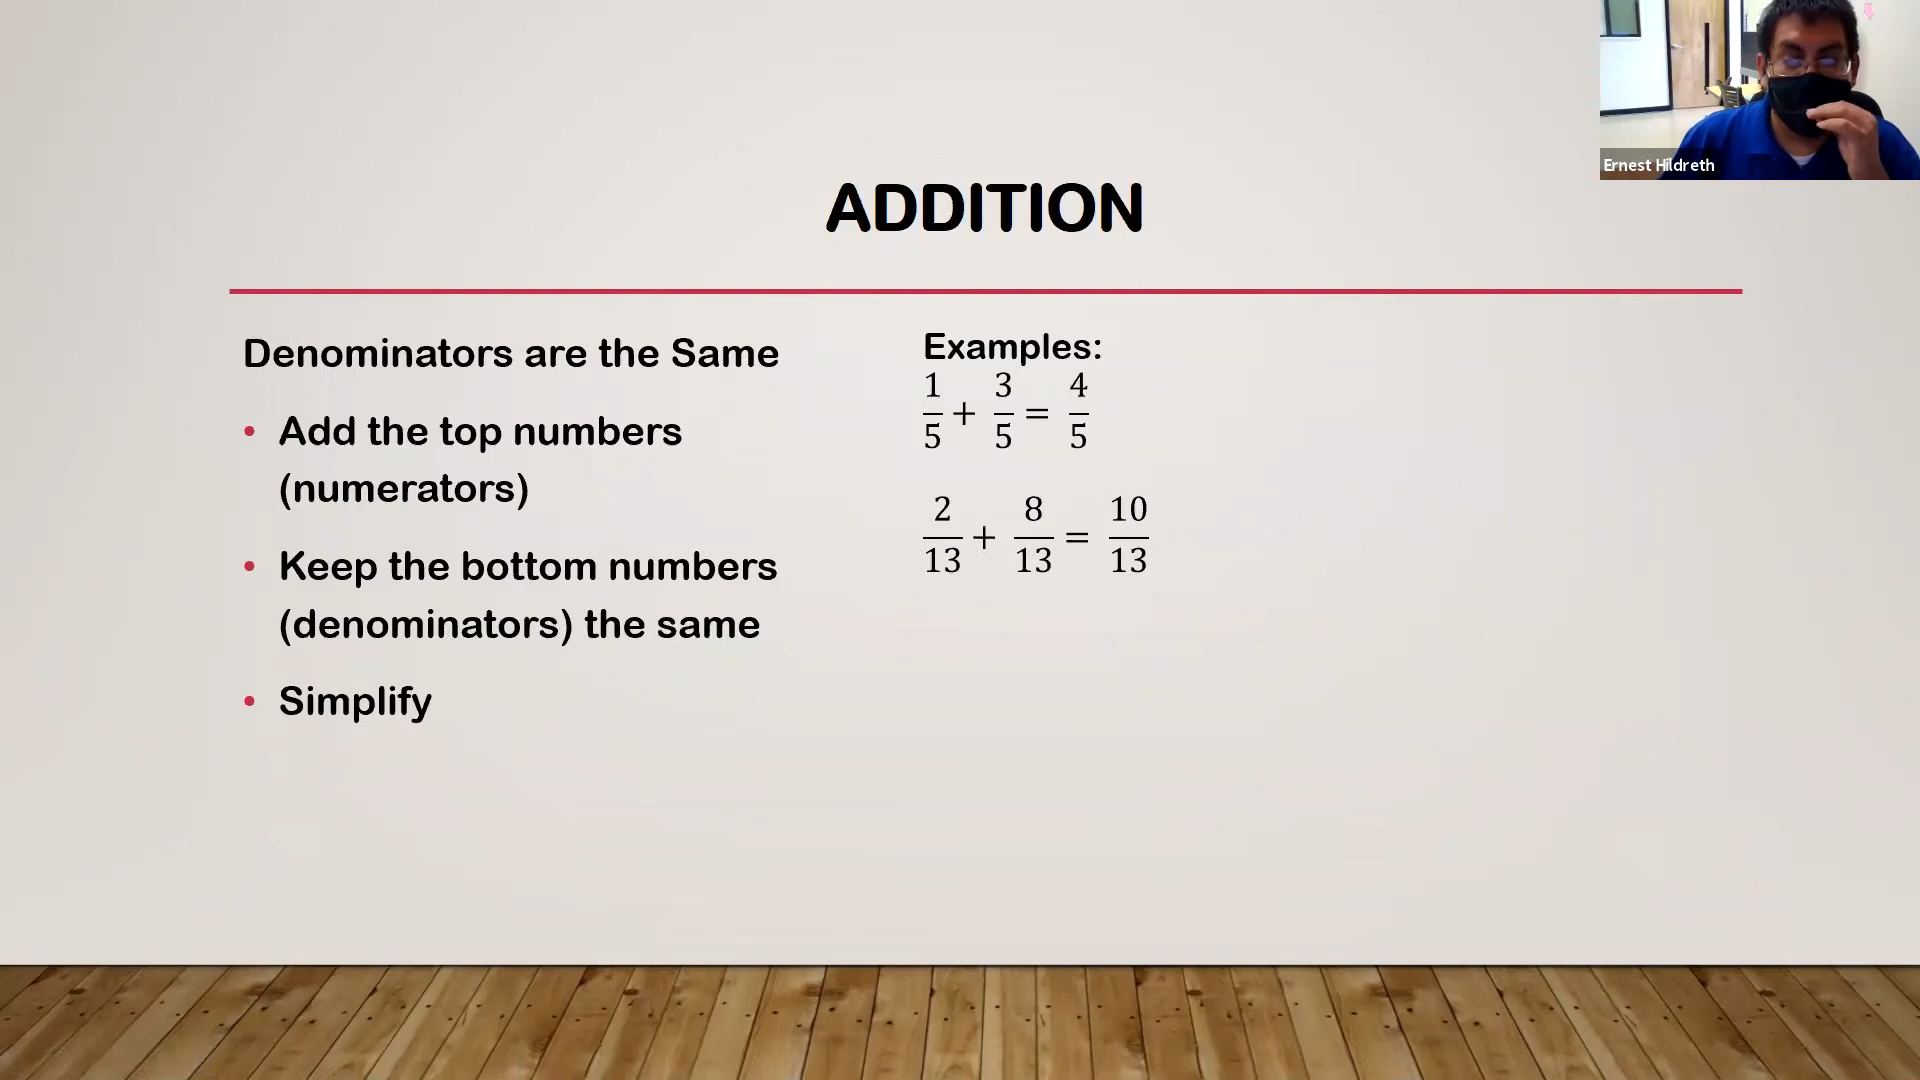 Ernest Hildreth
ADDITION
Denominators are the Same
• Add the top numbers
(numerators)
• Keep the bottom numbers
(denominators) the same
• Simplify
Examples:
1/5 + 3/5 = 4/5
2/13 + 8/13 = 10/13